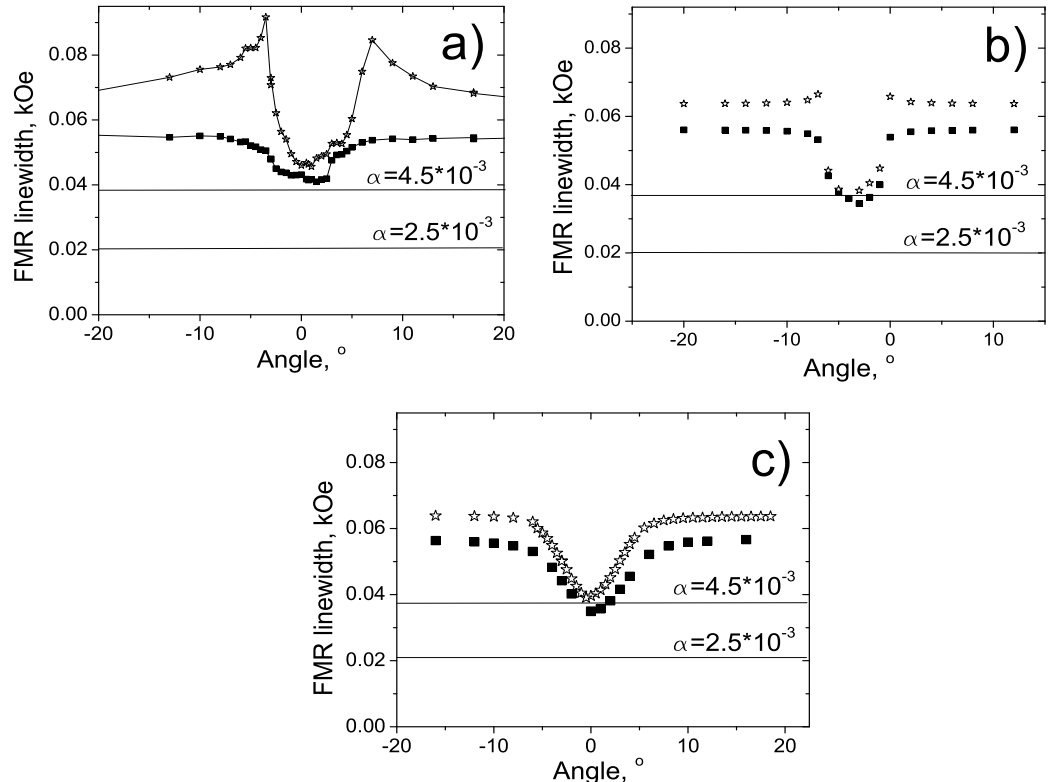 a)
FMR linewidth, kOe
0.08
0.06
0.04
0.02
0.00
α=4.5*10-3
α=2.5*10-3
-20 -10 0 10 20
Angle, °
b)
FMR linewidth, kOe
0.08
0.06
0.04
0.02
0.00
α=4.5*10-3
α=2.5*10-3
-20 -10 0 10
Angle, °
c)
FMR linewidth, kOe
0.08
0.06
0.04
0.02
0.00
α=4.5*10-3
α=2.5*10-3
-20 -10 0 10 20
Angle, °